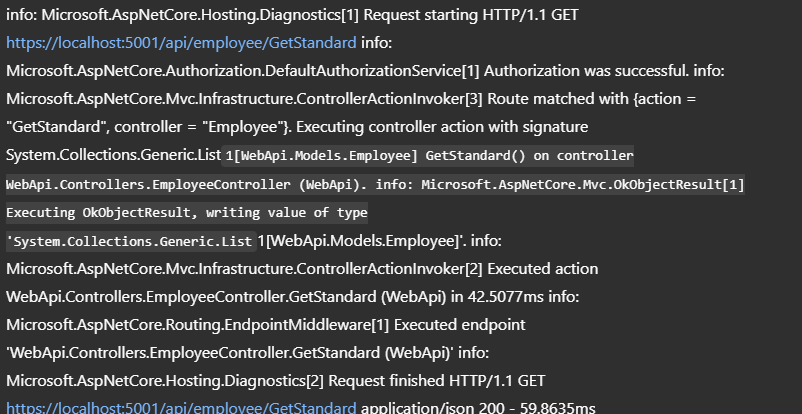 info: Microsoft.AspNetCore.Hosting.Diagnostics[1] Request starting HTTP/1.1 GET
https://localhost:5001/api/employee/GetStandard info:
Microsoft.AspNetCore.Authorization.DefaultAuthorizationService[1] Authorization was successful. info:
Microsoft.AspNetCore.Mvc.Infrastructure.ControllerActionInvoker[3] Route matched with {action =
"GetStandard", controller = "Employee"}. Executing controller action with signature
System.Collections.Generic.List 1[WebApi.Models.Employee] GetStandard() on controller
WebApi.Controllers.EmployeeController (WebApi). info: Microsoft.AspNetCore.Mvc.OkObjectResult[1]
Executing OkObjectResult, writing value of type
'System.Collections.Generic.List 1[WebApi.Models.Employee]'. info:
Microsoft.AspNetCore.Mvc.Infrastructure.ControllerActionInvoker[2] Executed action
WebApi.Controllers.EmployeeController.GetStandard (WebApi) in 42.5077ms info:
Microsoft.AspNetCore.Routing.EndpointMiddleware[1] Executed endpoint
'WebApi.Controllers.EmployeeController.GetStandard (WebApi)' info:
Microsoft.AspNetCore.Hosting.Diagnostics[2] Request finished HTTP/1.1 GET
https://localhost:5001/api/employee/GetStandard application/json 200 - 59.8635ms